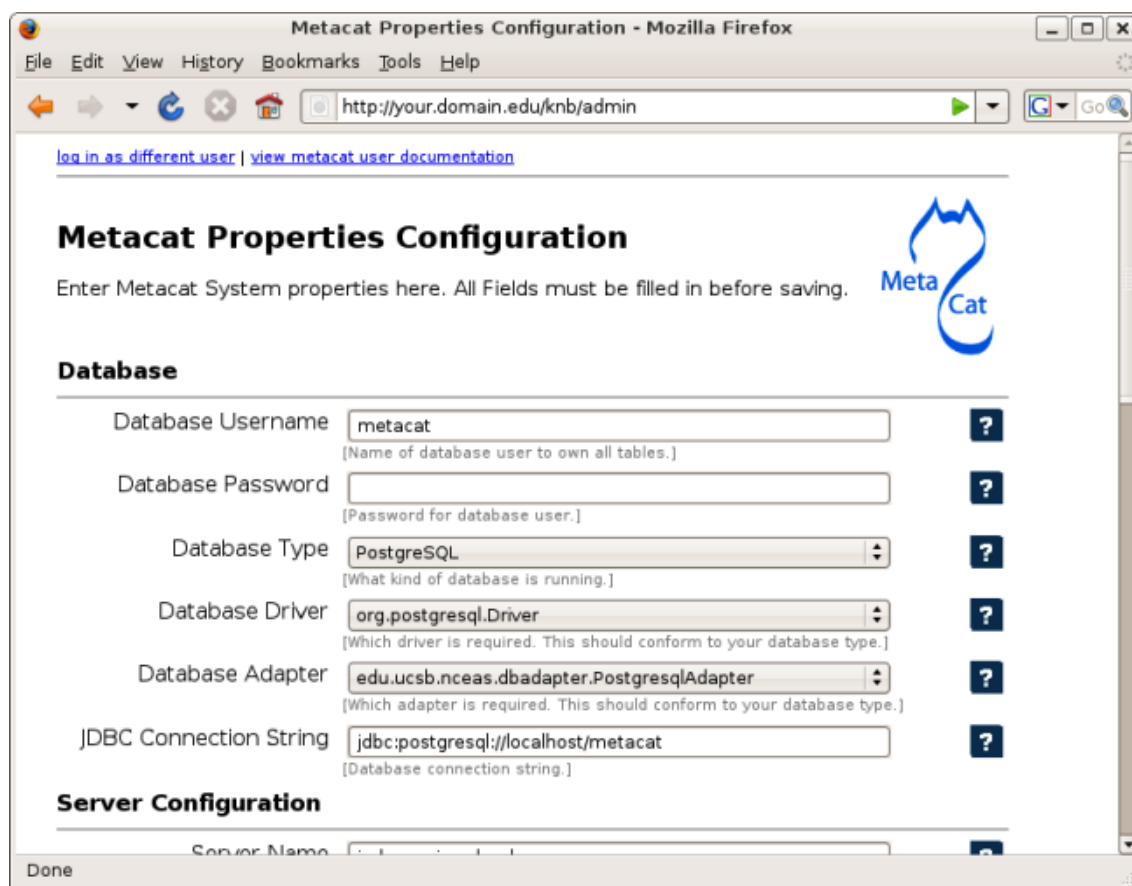 Metacat Properties Configuration - Mozilla Firefox
File Edit View History Bookmarks Tools Help
http://your.domain.edu/knb/admin
G Go
log in as different user | view metacat user documentation
Metacat Properties Configuration
Meta Cat
Enter Metacat System properties here. All Fields must be filled in before saving.
Database
Database Username metacat ?
[Name of database user to own all tables.]
Database Password ?
[Password for database user.]
Database Type PostgreSQL ?
[What kind of database is running.]
Database Driver org.postgresql.Driver ?
[Which driver is required. This should conform to your database type.]
Database Adapter edu.ucsb.nceas.dbadapter.PostgresqlAdapter ?
[Which adapter is required. This should conform to your database type.]
JDBC Connection String jdbc:postgresql://localhost/metacat ?
[Database connection string.]
Server Configuration
Server Name ?
Done